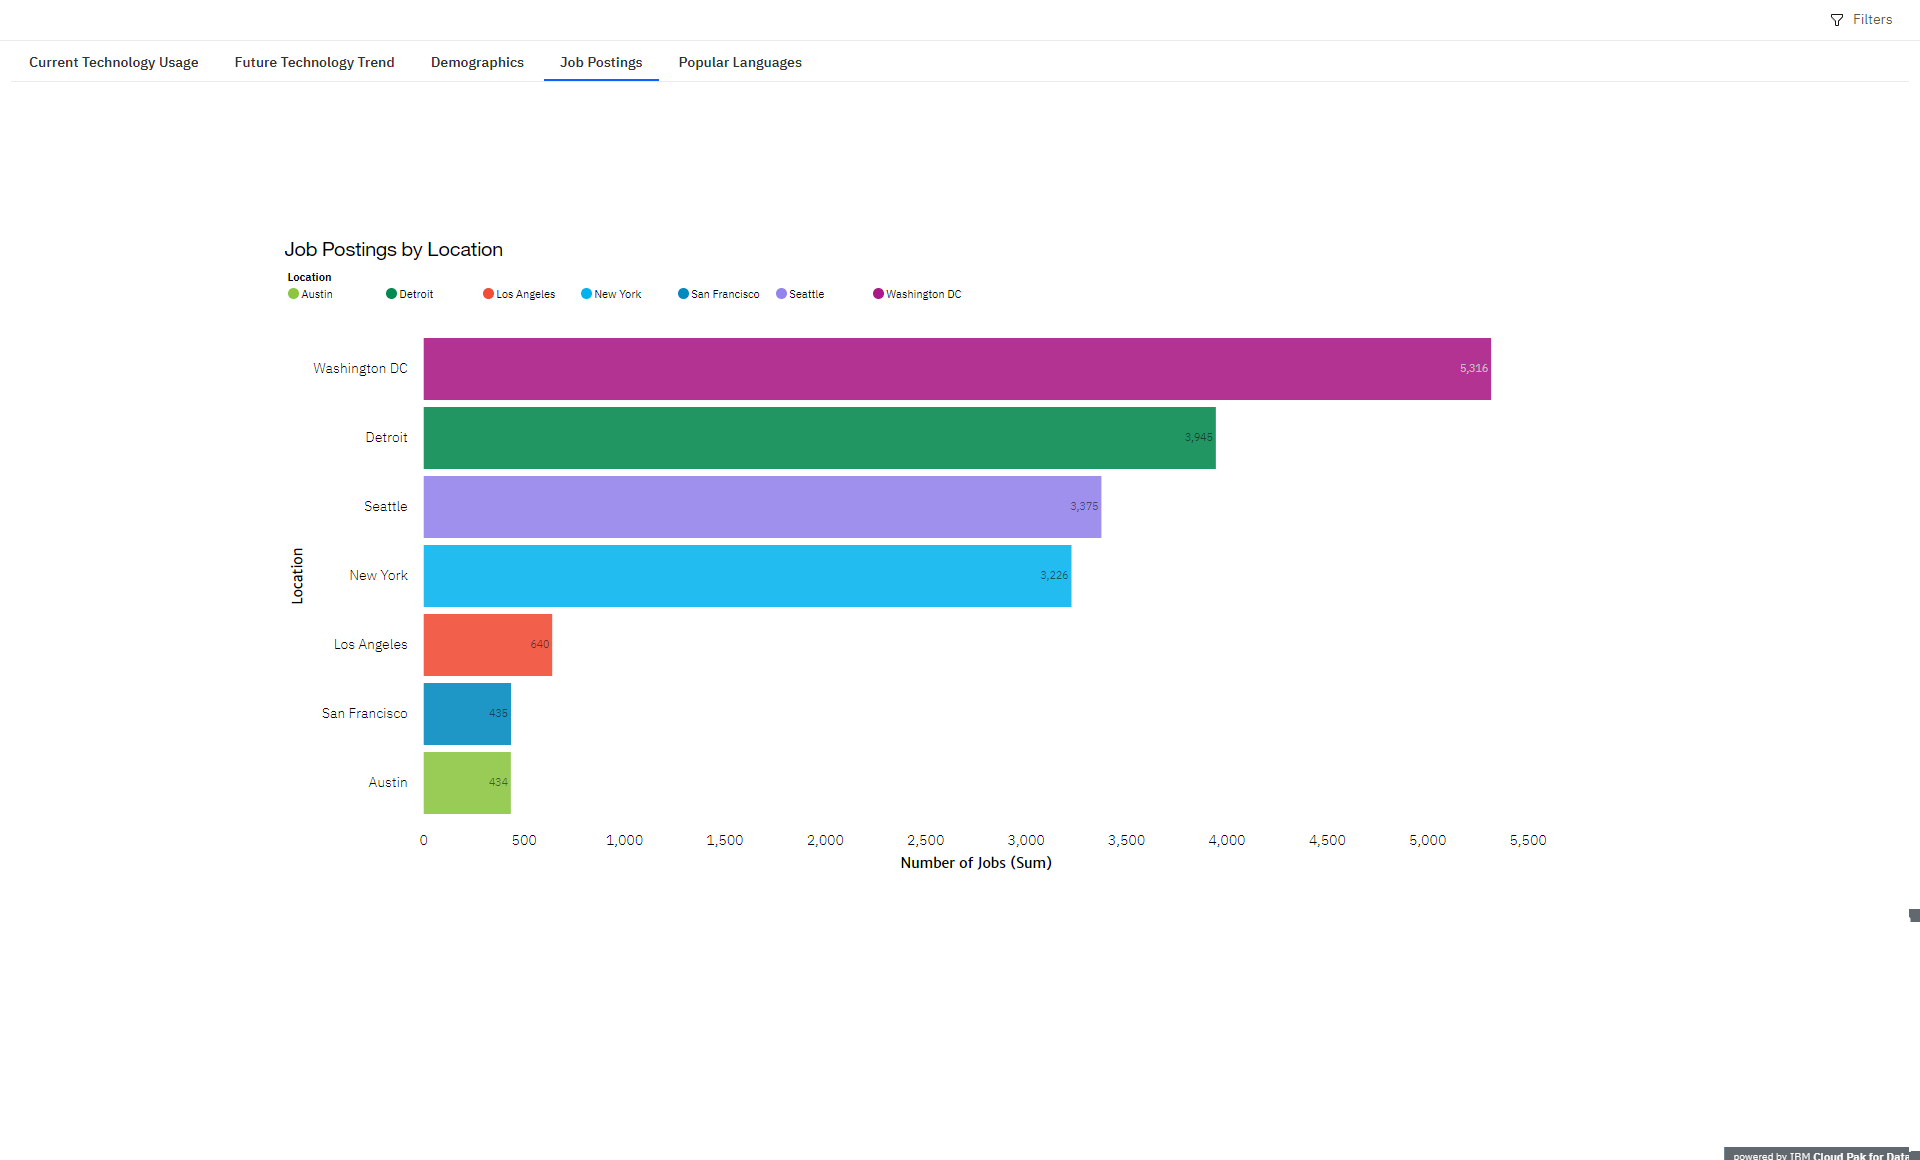 Filters
Current Technology Usage Future Technology Trend Demographics Job Postings Popular Languages
Job Postings by Location
Location
Austin Detroit Los Angeles New York San Francisco Seattle Washington DC
Washington DC 5,316
Detroit 3,945
Seattle 3,375
Location
New York 3,226
Los Angeles 640
San Francisco 435
Austin 434
0 500 1,000 1,500 2,000 2,500 3,000 3,500 4,000 4,500 5,000 5,500
Number of Jobs (Sum)
powered by IBM Cloud Pak for Data